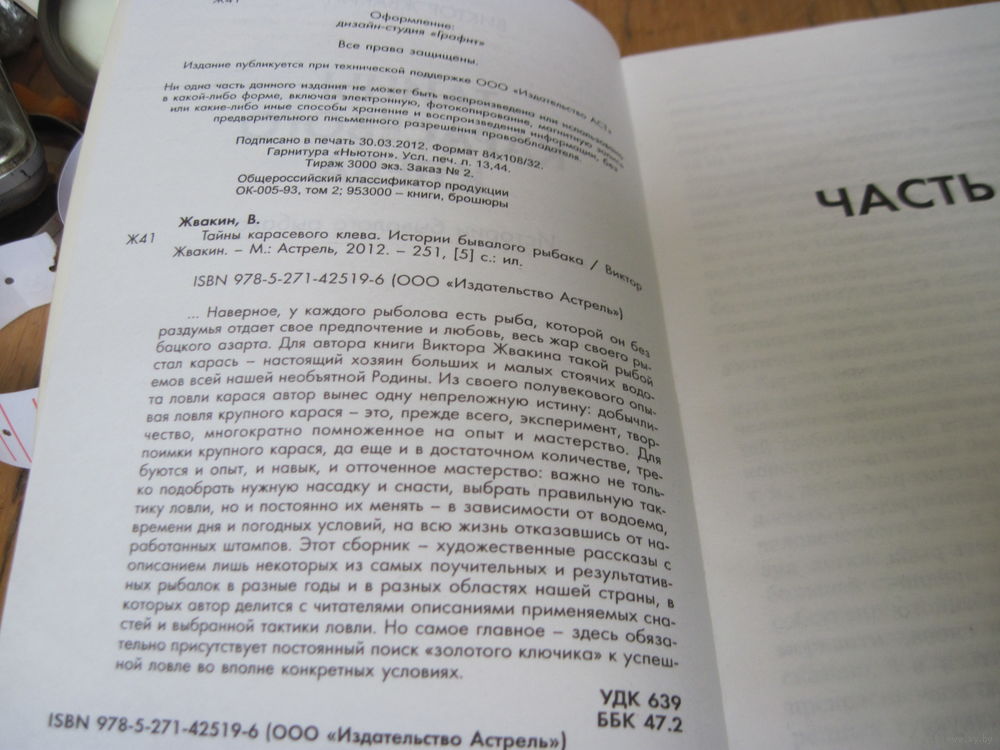 Ж41
Оформление:
дизайн-студия «Графит»
Все права защищены.
Издание публикуется при технической поддержке ООО «Издательство АСТ»
Ни одна часть данного издания не может быть воспроизведена или использована
в какой-либо форме, включая электронную, фотокопирование, магнитную запись
или какие-либо иные способы хранение и воспроизведения информации, без
предварительного письменного разрешения правообладателя.
Подписано в печать 30.03.2012. Формат 84х108/32.
Гарнитура «Ньютон». Усл. печ. л. 13,44.
Тираж 3000 экз. Заказ № 2.
Общероссийский классификатор продукции
ОК-005-93, том 2; 953000 – книги, брошюры
Жвакин, В.
Ж41 Тайны карасевого клева. Истории бывалого рыбака / Виктор
Жвакин. – М.: Астрель, 2012. – 251, [5] с.: ил.
ISBN 978-5-271-42519-6 (ООО «Издательство Астрель»)
... Наверное, у каждого рыболова есть рыба, которой он без
раздумья отдает свое предпочтение и любовь, весь жар своего ры-
бацкого азарта. Для автора книги Виктора Жвакина такой рыбой
стал карась – настоящий хозяин больших и малых стоячих водо-
емов всей нашей необъятной Родины. Из своего полувекового опы-
та ловли карася автор вынес одну непреложную истину: добычли-
вая ловля крупного карася – это, прежде всего, эксперимент, твор-
чество, многократно помноженное на опыт и мастерство. Для
поимки крупного карася, да еще и в достаточном количестве, тре-
буются и опыт, и навык, и отточенное мастерство: важно не толь-
ко подобрать нужную насадку и снасти, выбрать правильную так-
тику ловли, но и постоянно их менять – в зависимости от водоема,
времени дня и погодных условий, на всю жизнь отказавшись от на-
работанных штампов. Этот сборник – художественные рассказы с
описанием лишь некоторых из самых поучительных и результатив-
ных рыбалок в разные годы и в разных областях нашей страны, в
которых автор делится с читателями описаниями применяемых сна-
стей и выбранной тактики ловли. Но самое главное – здесь обяза-
тельно присутствует постоянный поиск «золотого ключика» к успеш-
ной ловле во вполне конкретных условиях.
УДК 639
ББК 47.2
ISBN 978-5-271-42519-6 (ООО «Издательство Астрель»)
ЧАСТЬ